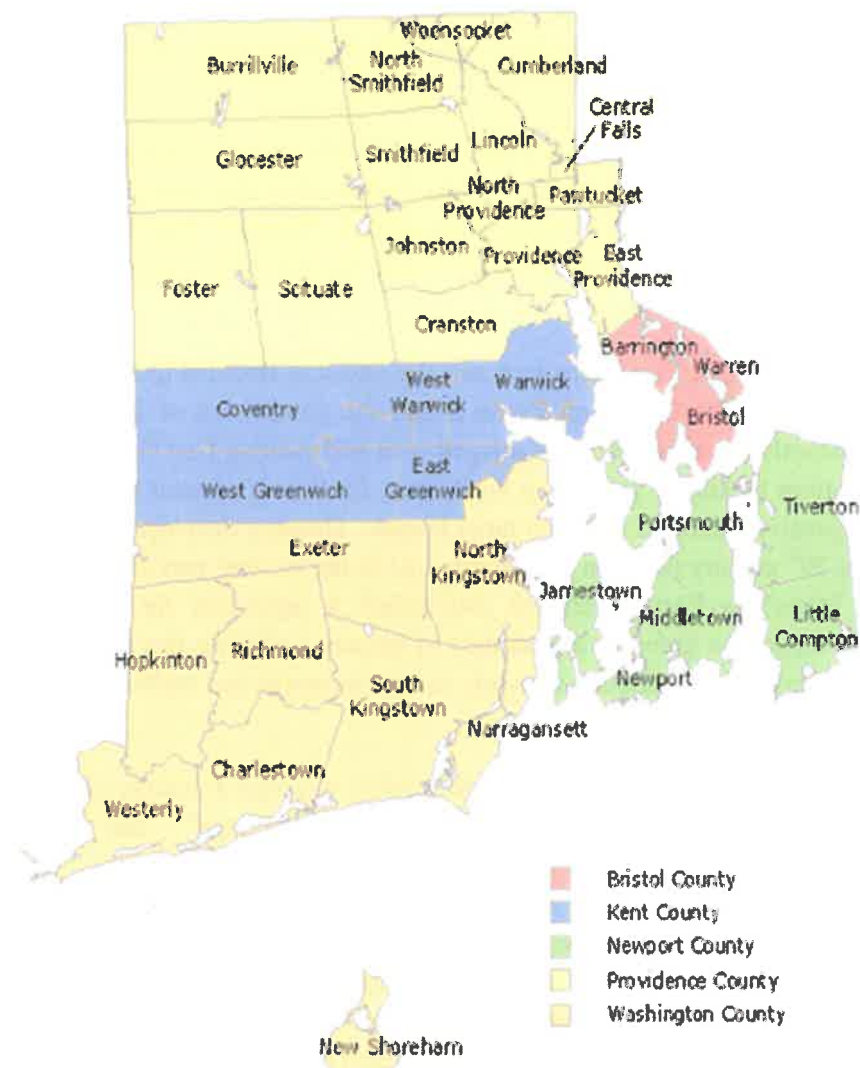 Woonsocket
Burrillville
North
Smithfield
Cumberland
Central
Falls
Glocester
Smithfield
Lincoln
North
Providence
Pawtucket
Johnston
Providence
East
Providence
Foster
Scituate
Cranston
Barrington
Warren
Coventry
West
Warwick
Warwick
Bristol
West Greenwich
East
Greenwich
Portsmouth
Tiverton
Exeter
North
Kingstown
Jamestown
Middletown
Little
Compton
Hopkinton
Richmond
South
Kingstown
Newport
Narragansett
Charlestown
Westerly
Bristol County
Kent County
Newport County
Providence County
Washington County
New Shoreham